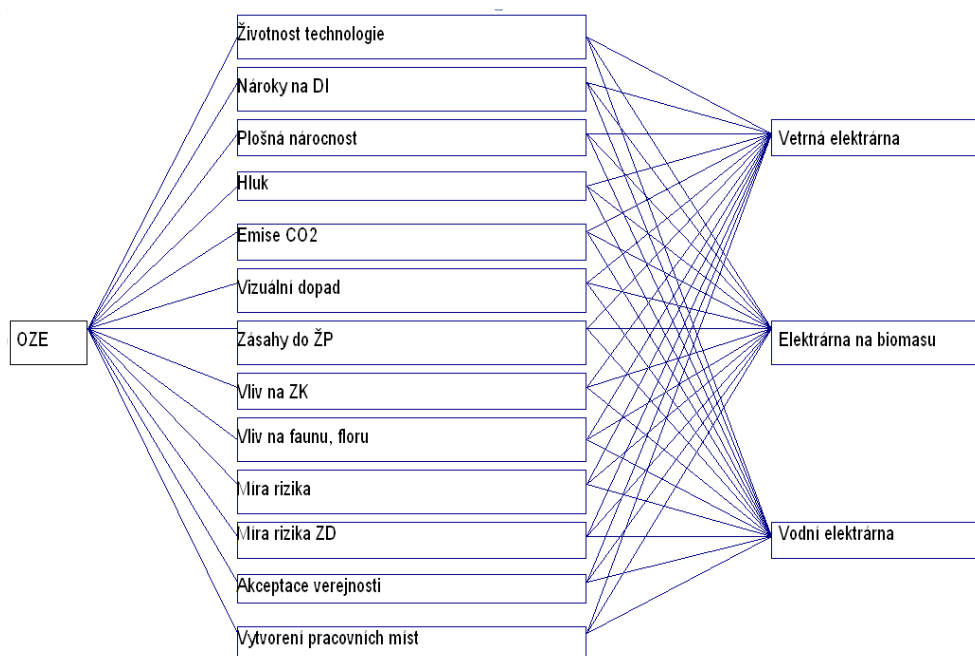 Životnost technologie
Nároky na DI
Plošná nárocnost
Hluk
Emise CO2
Vizuální dopad
OZE
Zásahy do ŽP
Vliv na ZK
Vliv na faunu, floru
Míra rizika
Míra rizika ZD
Akceptace verejnosti
Vytvorení pracovních míst
Vetrná elektrárna
Elektrárna na biomasu
Vodní elektrárna